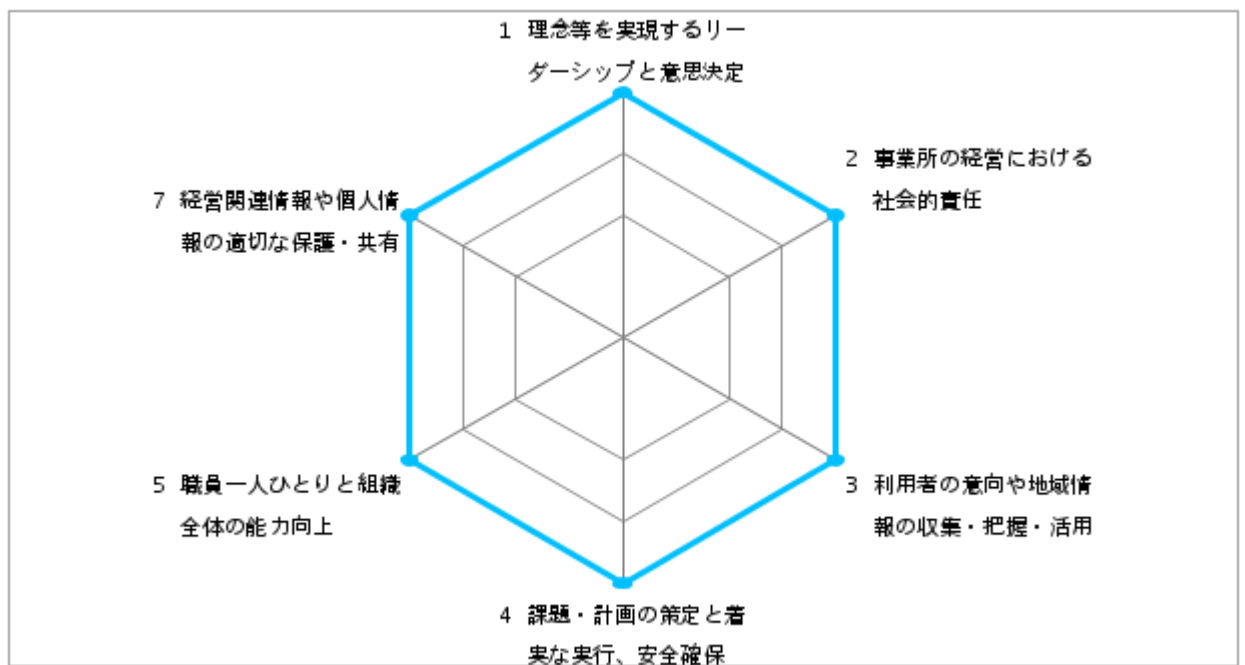 1 理念等を実現するリー
ダーシップと意思決定
2 事業所の経営における
社会的責任
3 利用者の意向や地域情
報の収集・把握・活用
4 課題・計画の策定と着
実な実行、安全確保
5 職員一人ひとりと組織
全体の能力向上
7 経営関連情報や個人情
報の適切な保護・共有